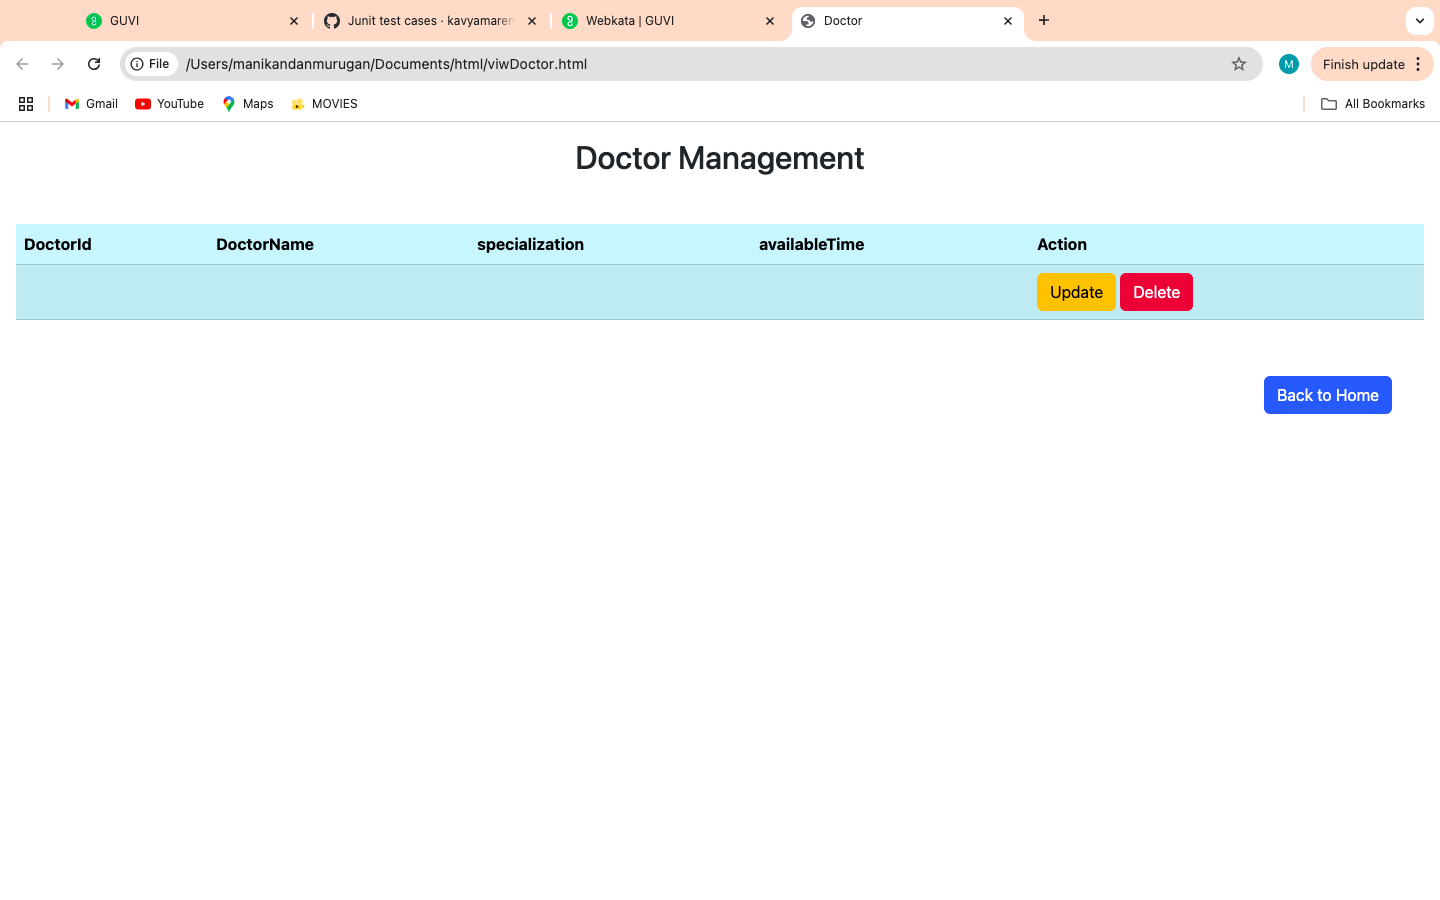 GUVI
Junit test cases · kavyamaren
Webkata | GUVI
Doctor
File
/Users/manikandanmurugan/Documents/html/viwDoctor.html
M
Finish update
Gmail
YouTube
Maps
MOVIES
All Bookmarks
Doctor Management
DoctorId DoctorName specialization availableTime Action
Update Delete
Back to Home